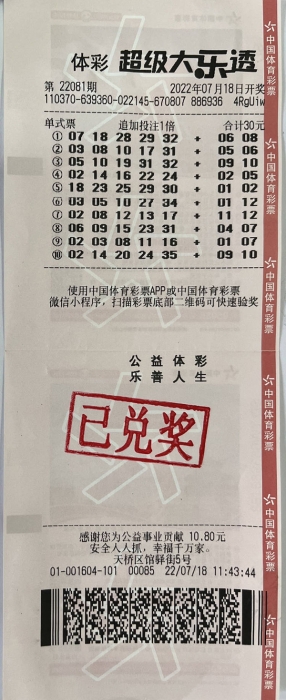 体彩 超级大乐透
第 22081期 2022年07月18日开奖
110370-639360-022145-670807 886936 4RgUiw
单式票 追加投注1倍 合计30元
① 07 18 28 29 32 + 06 08
② 03 08 10 17 31 + 05 06
③ 05 10 19 31 32 + 09 10
④ 02 14 16 22 24 + 02 05
⑤ 18 23 25 29 30 + 01 02
⑥ 03 05 10 27 34 + 01 12
⑦ 02 08 12 13 17 + 11 12
⑧ 06 09 15 23 31 + 04 07
⑨ 02 03 08 11 16 + 01 07
⑩ 02 14 20 24 35 + 09 10
使用中国体育彩票APP或中国体育彩票
微信小程序，扫描彩票底部二维码可快速验奖
公益体彩
乐善人生
已兑奖
感谢您为公益事业贡献 10.80元
安全人人抓，幸福千万家。
天桥区馆驿街5号
01-001604-101 00085 22/07/18 11:43:44
中国体育彩票
中国体育彩票
中国体育彩票
中国体育彩票
中国体育彩票
中国体育彩票